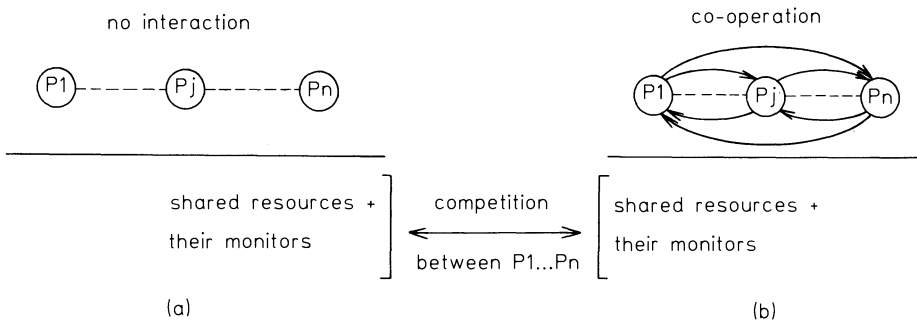 no interaction
P1
Pj
Pn
co-operation
P1
Pj
Pn
shared resources +
their monitors
competition
between P1...Pn
shared resources +
their monitors
(a)
(b)